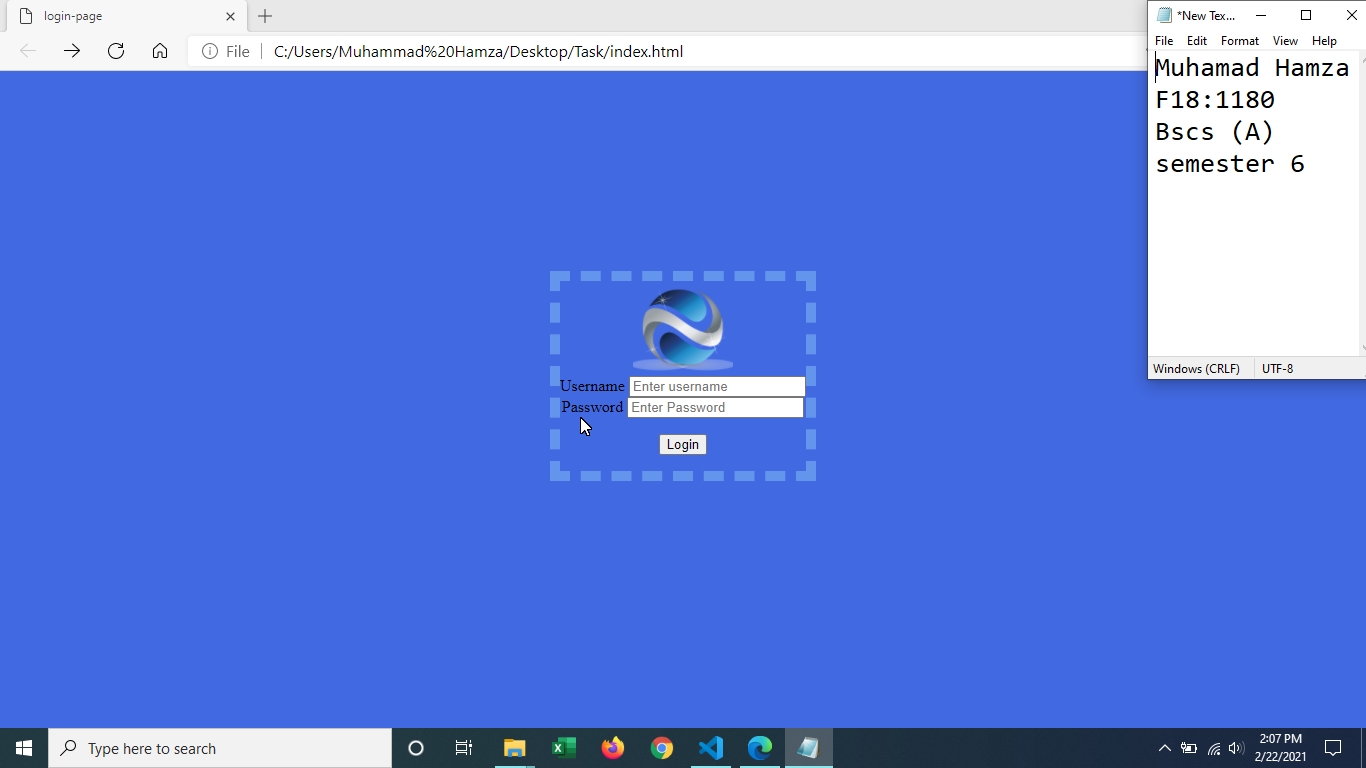 login-page
*New Tex...
File C:/Users/Muhammad%20Hamza/Desktop/Task/index.html
File Edit Format View Help
Muhamad Hamza
F18:1180
Bscs (A)
semester 6
Windows (CRLF) UTF-8
Username Enter username
Password Enter Password
Login
Type here to search
2:07 PM
2/22/2021